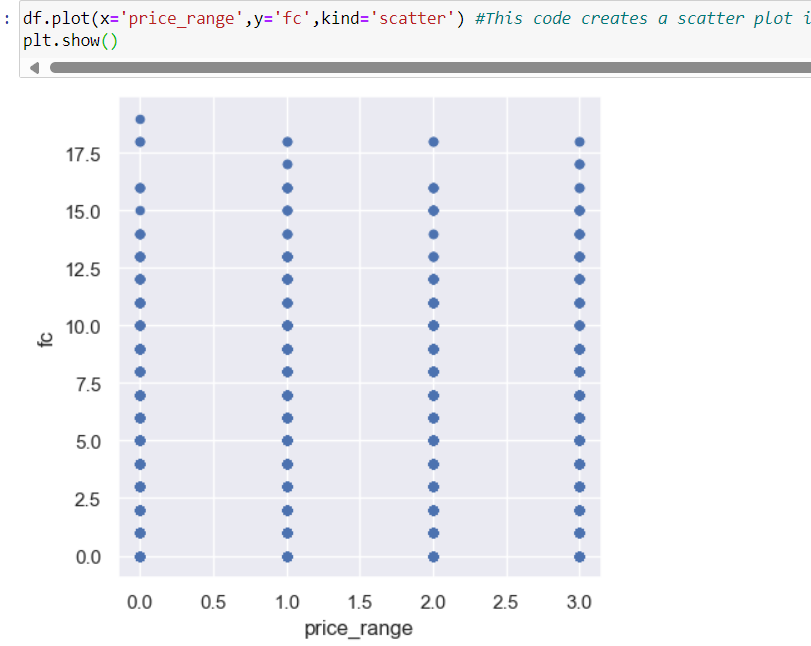 : df.plot(x='price_range',y='fc',kind='scatter') #This code creates a scatter plot
plt.show()
17.5
15.0
12.5
10.0
fc
7.5
5.0
2.5
0.0
0.0 0.5 1.0 1.5 2.0 2.5 3.0
price_range